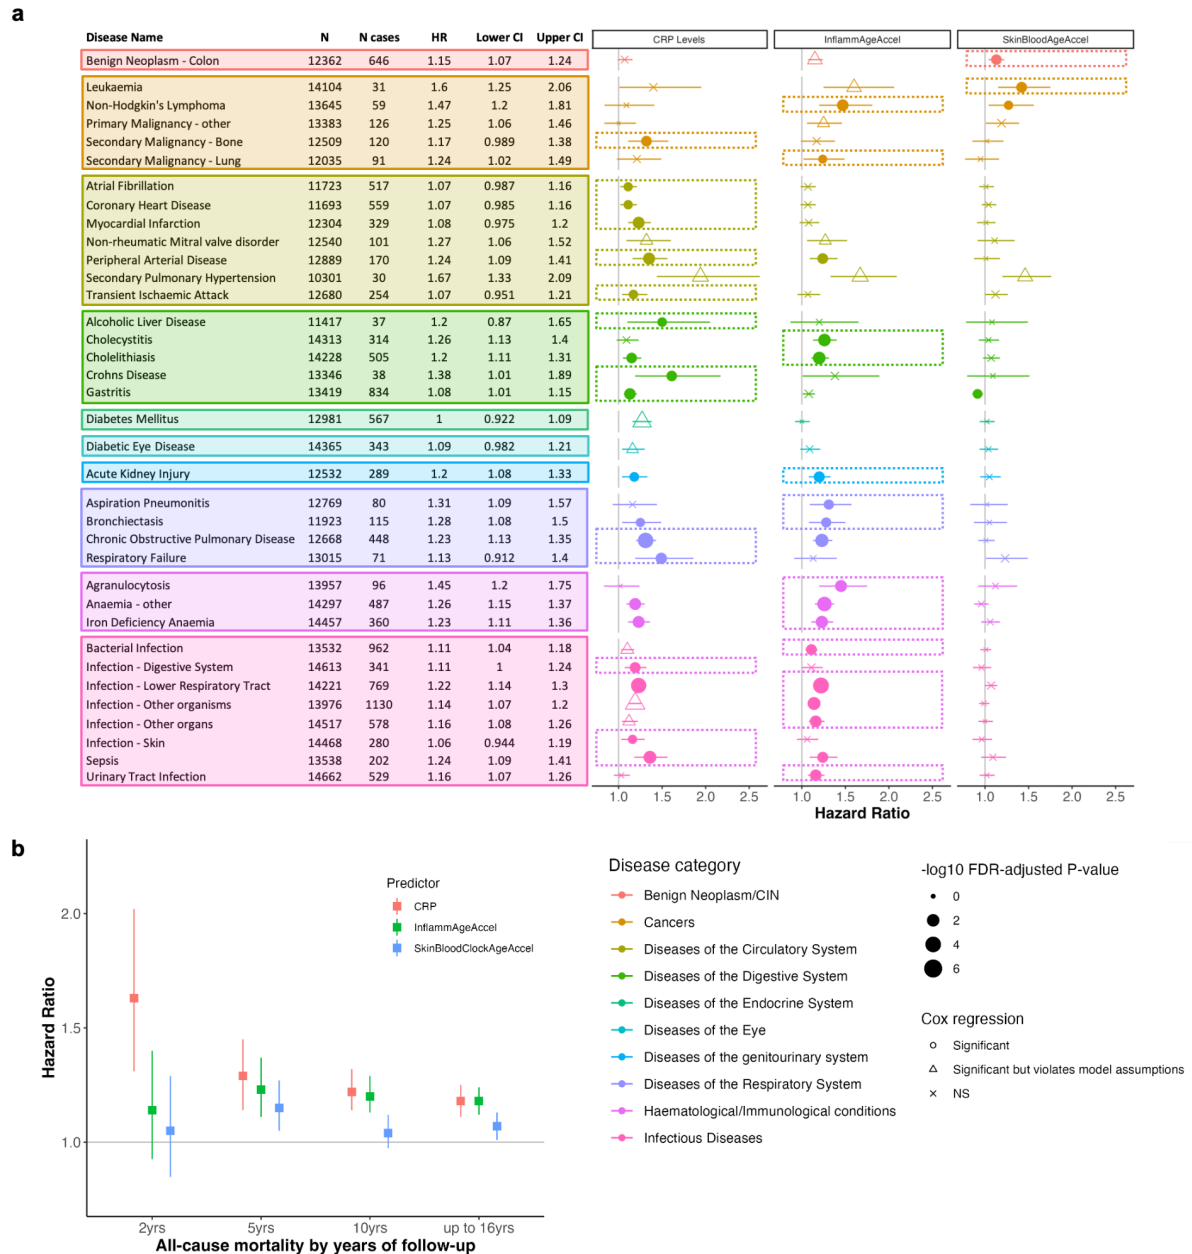 a
Disease Name N N cases HR Lower CI Upper CI CRP Levels InflammAgeAccel SkinBloodAgeAccel
Benign Neoplasm - Colon 12362 646 1.15 1.07 1.24
Leukaemia 14104 31 1.6 1.25 2.06
Non-Hodgkin's Lymphoma 13645 59 1.47 1.2 1.81
Primary Malignancy - other 13383 126 1.25 1.06 1.46
Secondary Malignancy - Bone 12509 120 1.17 0.989 1.38
Secondary Malignancy - Lung 12035 91 1.24 1.02 1.49
Atrial Fibrillation 11723 517 1.07 0.987 1.16
Coronary Heart Disease 11693 559 1.07 0.985 1.16
Myocardial Infarction 12304 329 1.08 0.975 1.2
Non-rheumatic Mitral valve disorder 12540 101 1.27 1.06 1.52
Peripheral Arterial Disease 12889 170 1.24 1.09 1.41
Secondary Pulmonary Hypertension 10301 30 1.67 1.33 2.09
Transient Ischaemic Attack 12680 254 1.07 0.951 1.21
Alcoholic Liver Disease 11417 37 1.2 0.87 1.65
Cholecystitis 14313 314 1.26 1.13 1.4
Cholelithiasis 14228 505 1.2 1.11 1.31
Crohns Disease 13346 38 1.38 1.01 1.89
Gastritis 13419 834 1.08 1.01 1.15
Diabetes Mellitus 12981 567 1 0.922 1.09
Diabetic Eye Disease 14365 343 1.09 0.982 1.21
Acute Kidney Injury 12532 289 1.2 1.08 1.33
Aspiration Pneumonitis 12769 80 1.31 1.09 1.57
Bronchiectasis 11923 115 1.28 1.08 1.5
Chronic Obstructive Pulmonary Disease 12668 448 1.23 1.13 1.35
Respiratory Failure 13015 71 1.13 0.912 1.4
Agranulocytosis 13957 96 1.45 1.2 1.75
Anaemia - other 14297 487 1.26 1.15 1.37
Iron Deficiency Anaemia 14457 360 1.23 1.11 1.36
Bacterial Infection 13532 962 1.11 1.04 1.18
Infection - Digestive System 14613 341 1.11 1 1.24
Infection - Lower Respiratory Tract 14221 769 1.22 1.14 1.3
Infection - Other organisms 13976 1130 1.14 1.07 1.2
Infection - Other organs 14517 578 1.16 1.08 1.26
Infection - Skin 14468 280 1.06 0.944 1.19
Sepsis 13538 202 1.24 1.09 1.41
Urinary Tract Infection 14662 529 1.16 1.07 1.26
1.0 1.5 2.0 2.5 1.0 1.5 2.0 2.5 1.0 1.5 2.0 2.5
Hazard Ratio
b
Hazard Ratio
2.0
1.5
1.0
Predictor
CRP
InflammAgeAccel
SkinBloodClockAgeAccel
2yrs 5yrs 10yrs up to 16yrs
All-cause mortality by years of follow-up
Disease category
Benign Neoplasm/CIN
Cancers
Diseases of the Circulatory System
Diseases of the Digestive System
Diseases of the Endocrine System
Diseases of the Eye
Diseases of the genitourinary system
Diseases of the Respiratory System
Haematological/Immunological conditions
Infectious Diseases
-log10 FDR-adjusted P-value
0
2
4
6
Cox regression
Significant
Significant but violates model assumptions
NS